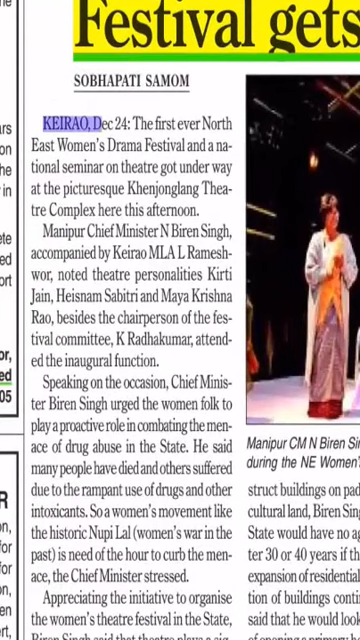 Festival gets
SOBHAPATI SAMOM
KEIRAO, Dec 24: The first ever North
East Women's Drama Festival and a na-
tional seminar on theatre got under way
at the picturesque Khenjonglang Thea-
tre Complex here this afternoon.
Manipur Chief Minister N Biren Singh,
accompanied by Keirao MLA L Ramesh-
wor, noted theatre personalities Kirti
Jain, Heisnam Sabitri and Maya Krishna
Rao, besides the chairperson of the fes-
tival committee, K Radhakumar, attend-
ed the inaugural function.
Speaking on the occasion, Chief Minis-
ter Biren Singh urged the women folk to
play a proactive role in combating the men-
ace of drug abuse in the State. He said
many people have died and others suffered
due to the rampant use of drugs and other
intoxicants. So a women's movement like
the historic Nupi Lal (women's war in the
past) is need of the hour to curb the men-
ace, the Chief Minister stressed.
Appreciating the initiative to organise
the women's theatre festival in the State,
Manipur CM N Biren
during the NE Women'
struct buildings on
cultural land, Biren
State would have no
ter 30 or 40 years if
expansion of residential
tion of buildings
said that he would